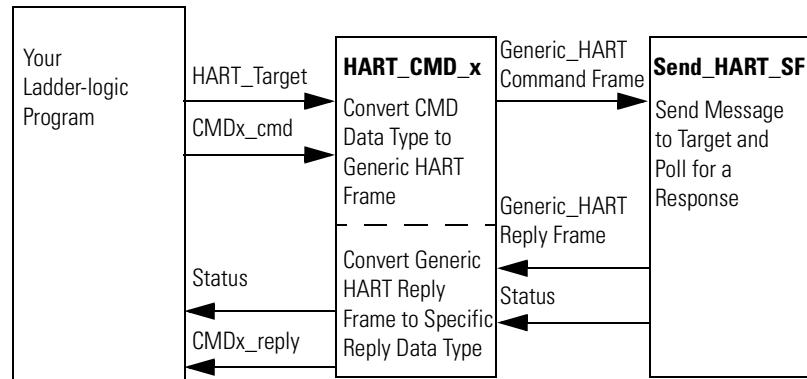 Your
Ladder-logic
Program
HART_Target
CMDx_cmd
Status
CMDx_reply
HART_CMD_x
Convert CMD
Data Type to
Generic HART
Frame
Convert Generic
HART Reply
Frame to Specific
Reply Data Type
Generic_HART
Command Frame
Generic_HART
Reply Frame
Status
Send_HART_SF
Send Message
to Target and
Poll for a
Response